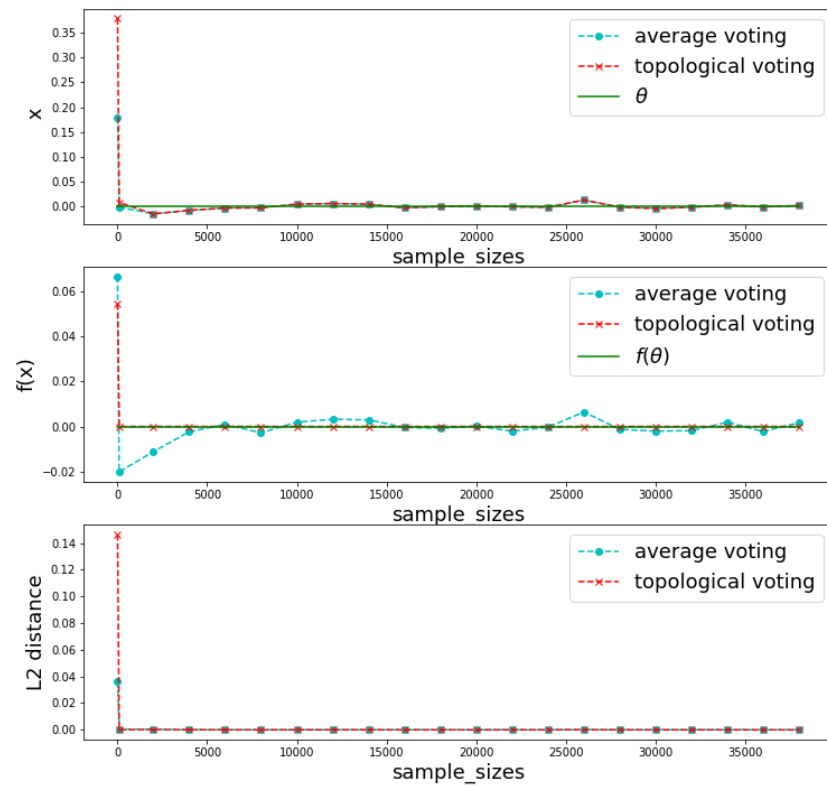 0.35
0.30
0.25
0.20
0.15
0.10
0.05
0.00
x
average voting
topological voting
θ
0 5000 10000 15000 20000 25000 30000 35000
sample_sizes
0.06
0.04
0.02
0.00
−0.02
f(x)
average voting
topological voting
f(θ)
0 5000 10000 15000 20000 25000 30000 35000
sample_sizes
0.14
0.12
0.10
0.08
0.06
0.04
0.02
0.00
L2 distance
average voting
topological voting
0 5000 10000 15000 20000 25000 30000 35000
sample_sizes